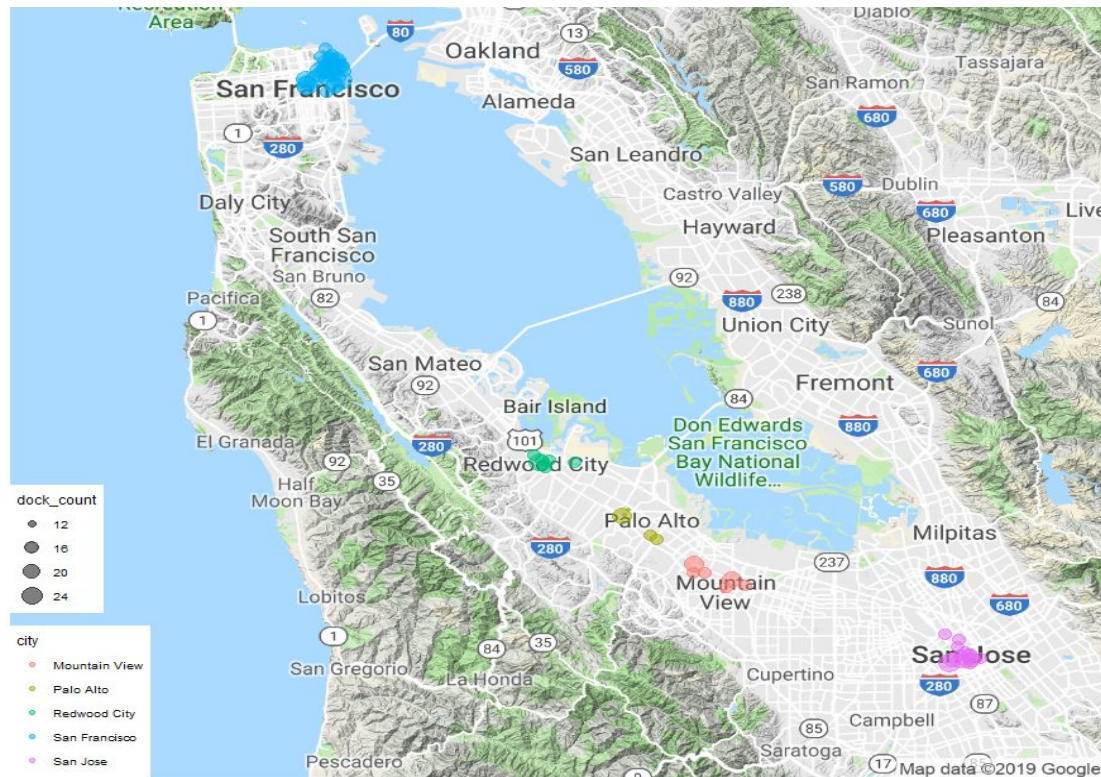 Recreation
Area
80
13
Diablo
Diablo
Tassajara
Oakland
580
San Ramon
San Francisco
Alameda
680
1
280
San Leandro
Castro Valley
580
Dublin
Daly City
680
Live
Hayward
Pleasanton
South San
Francisco
San Bruno
92
82
880
238
84
Pacifica
1
Union City
Sunol
San Mateo
680
92
Fremont
84
Bair Island
880
Don Edwards
San Francisco
Bay National
Wildlife...
El Granada
280
101
92
Redwood City
35
Half
Moon Bay
dock_count
12
16
20
24
Palo Alto
Milpitas
280
237
Mountain
View
880
680
Lobitos
city
Mountain View
Palo Alto
Redwood City
San Francisco
San Jose
1
35
84
San Jose
San Gregorio
La Honda
Cupertino
280
87
Campbell
85
Saratoga
Pescadero
9
17
85
Map data ©2019 Google